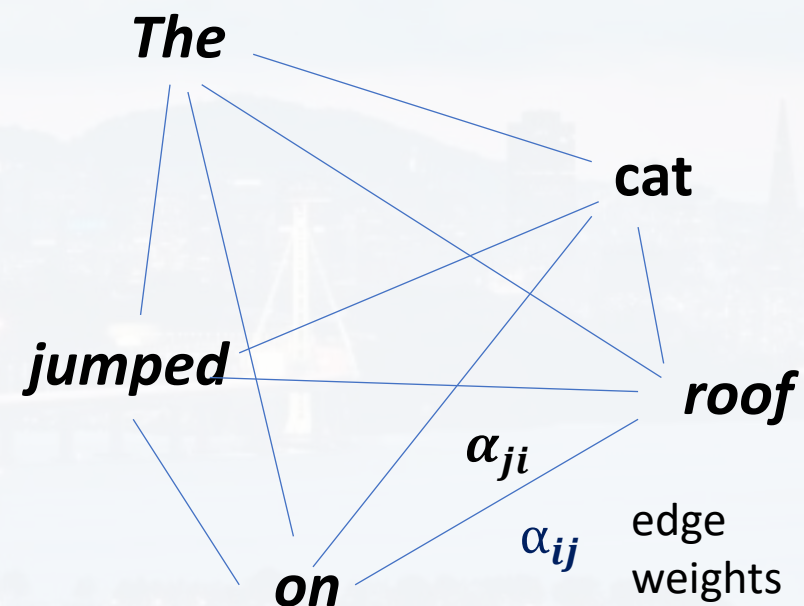 The
cat
jumped
roof
α_ji
α_ij
edge
weights
on